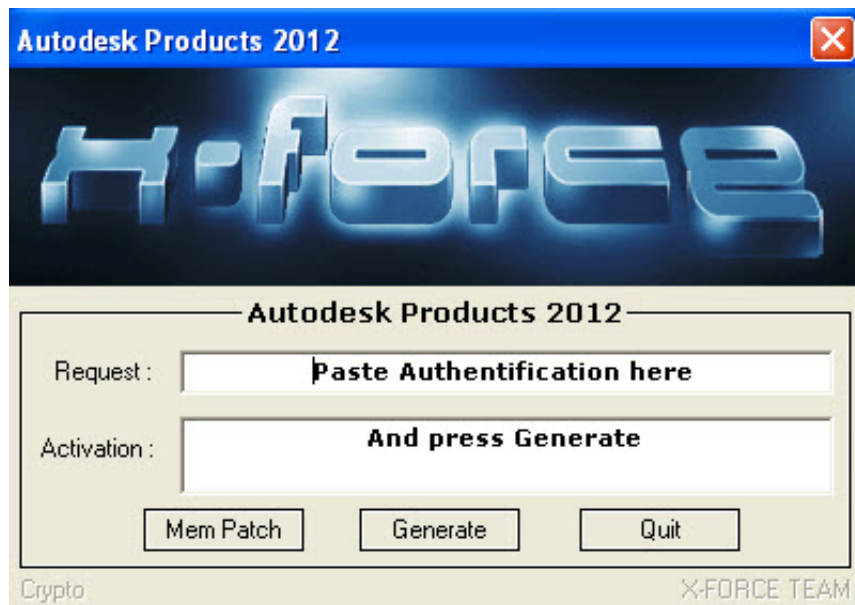 Autodesk Products 2012
x-force
Autodesk Products 2012
Request :
Paste Authentification here
Activation :
And press Generate
Mem Patch
Generate
Quit
Crypto
X-FORCE TEAM